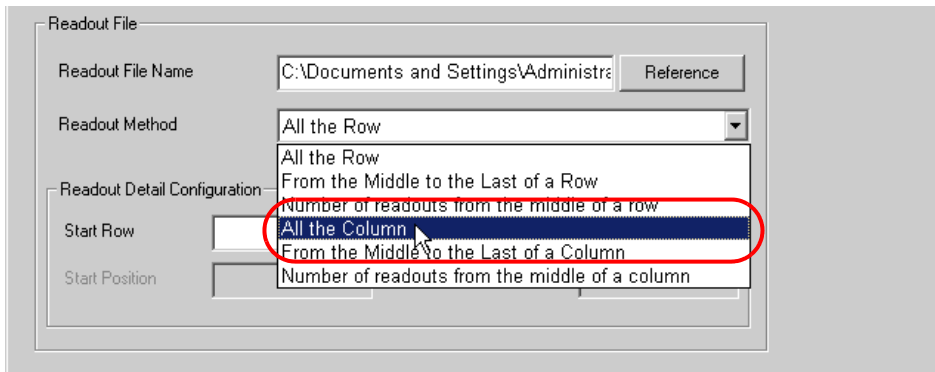 Readout File
Readout File Name C:\Documents and Settings\Administra Reference
Readout Method All the Row
All the Row
From the Middle to the Last of a Row
Readout Detail Configuration
Number of readouts from the middle of a row
Start Row All the Column
From the Middle to the Last of a Column
Start Position Number of readouts from the middle of a column